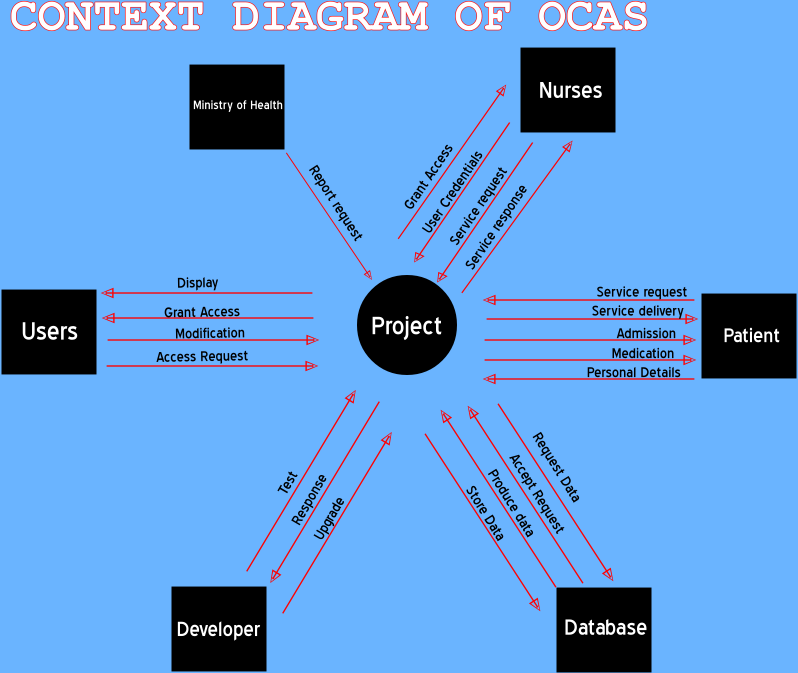 CONTEXT DIAGRAM OF OCAS
Ministry of Health
Nurses
Report request
Grant Access
User Credentials
Service request
Service response
Users
Display
Grant Access
Modification
Access Request
Project
Service request
Service delivery
Admission
Medication
Personal Details
Patient
Test
Response
Upgrade
Request Data
Accept Request
Produce data
Store Data
Developer
Database